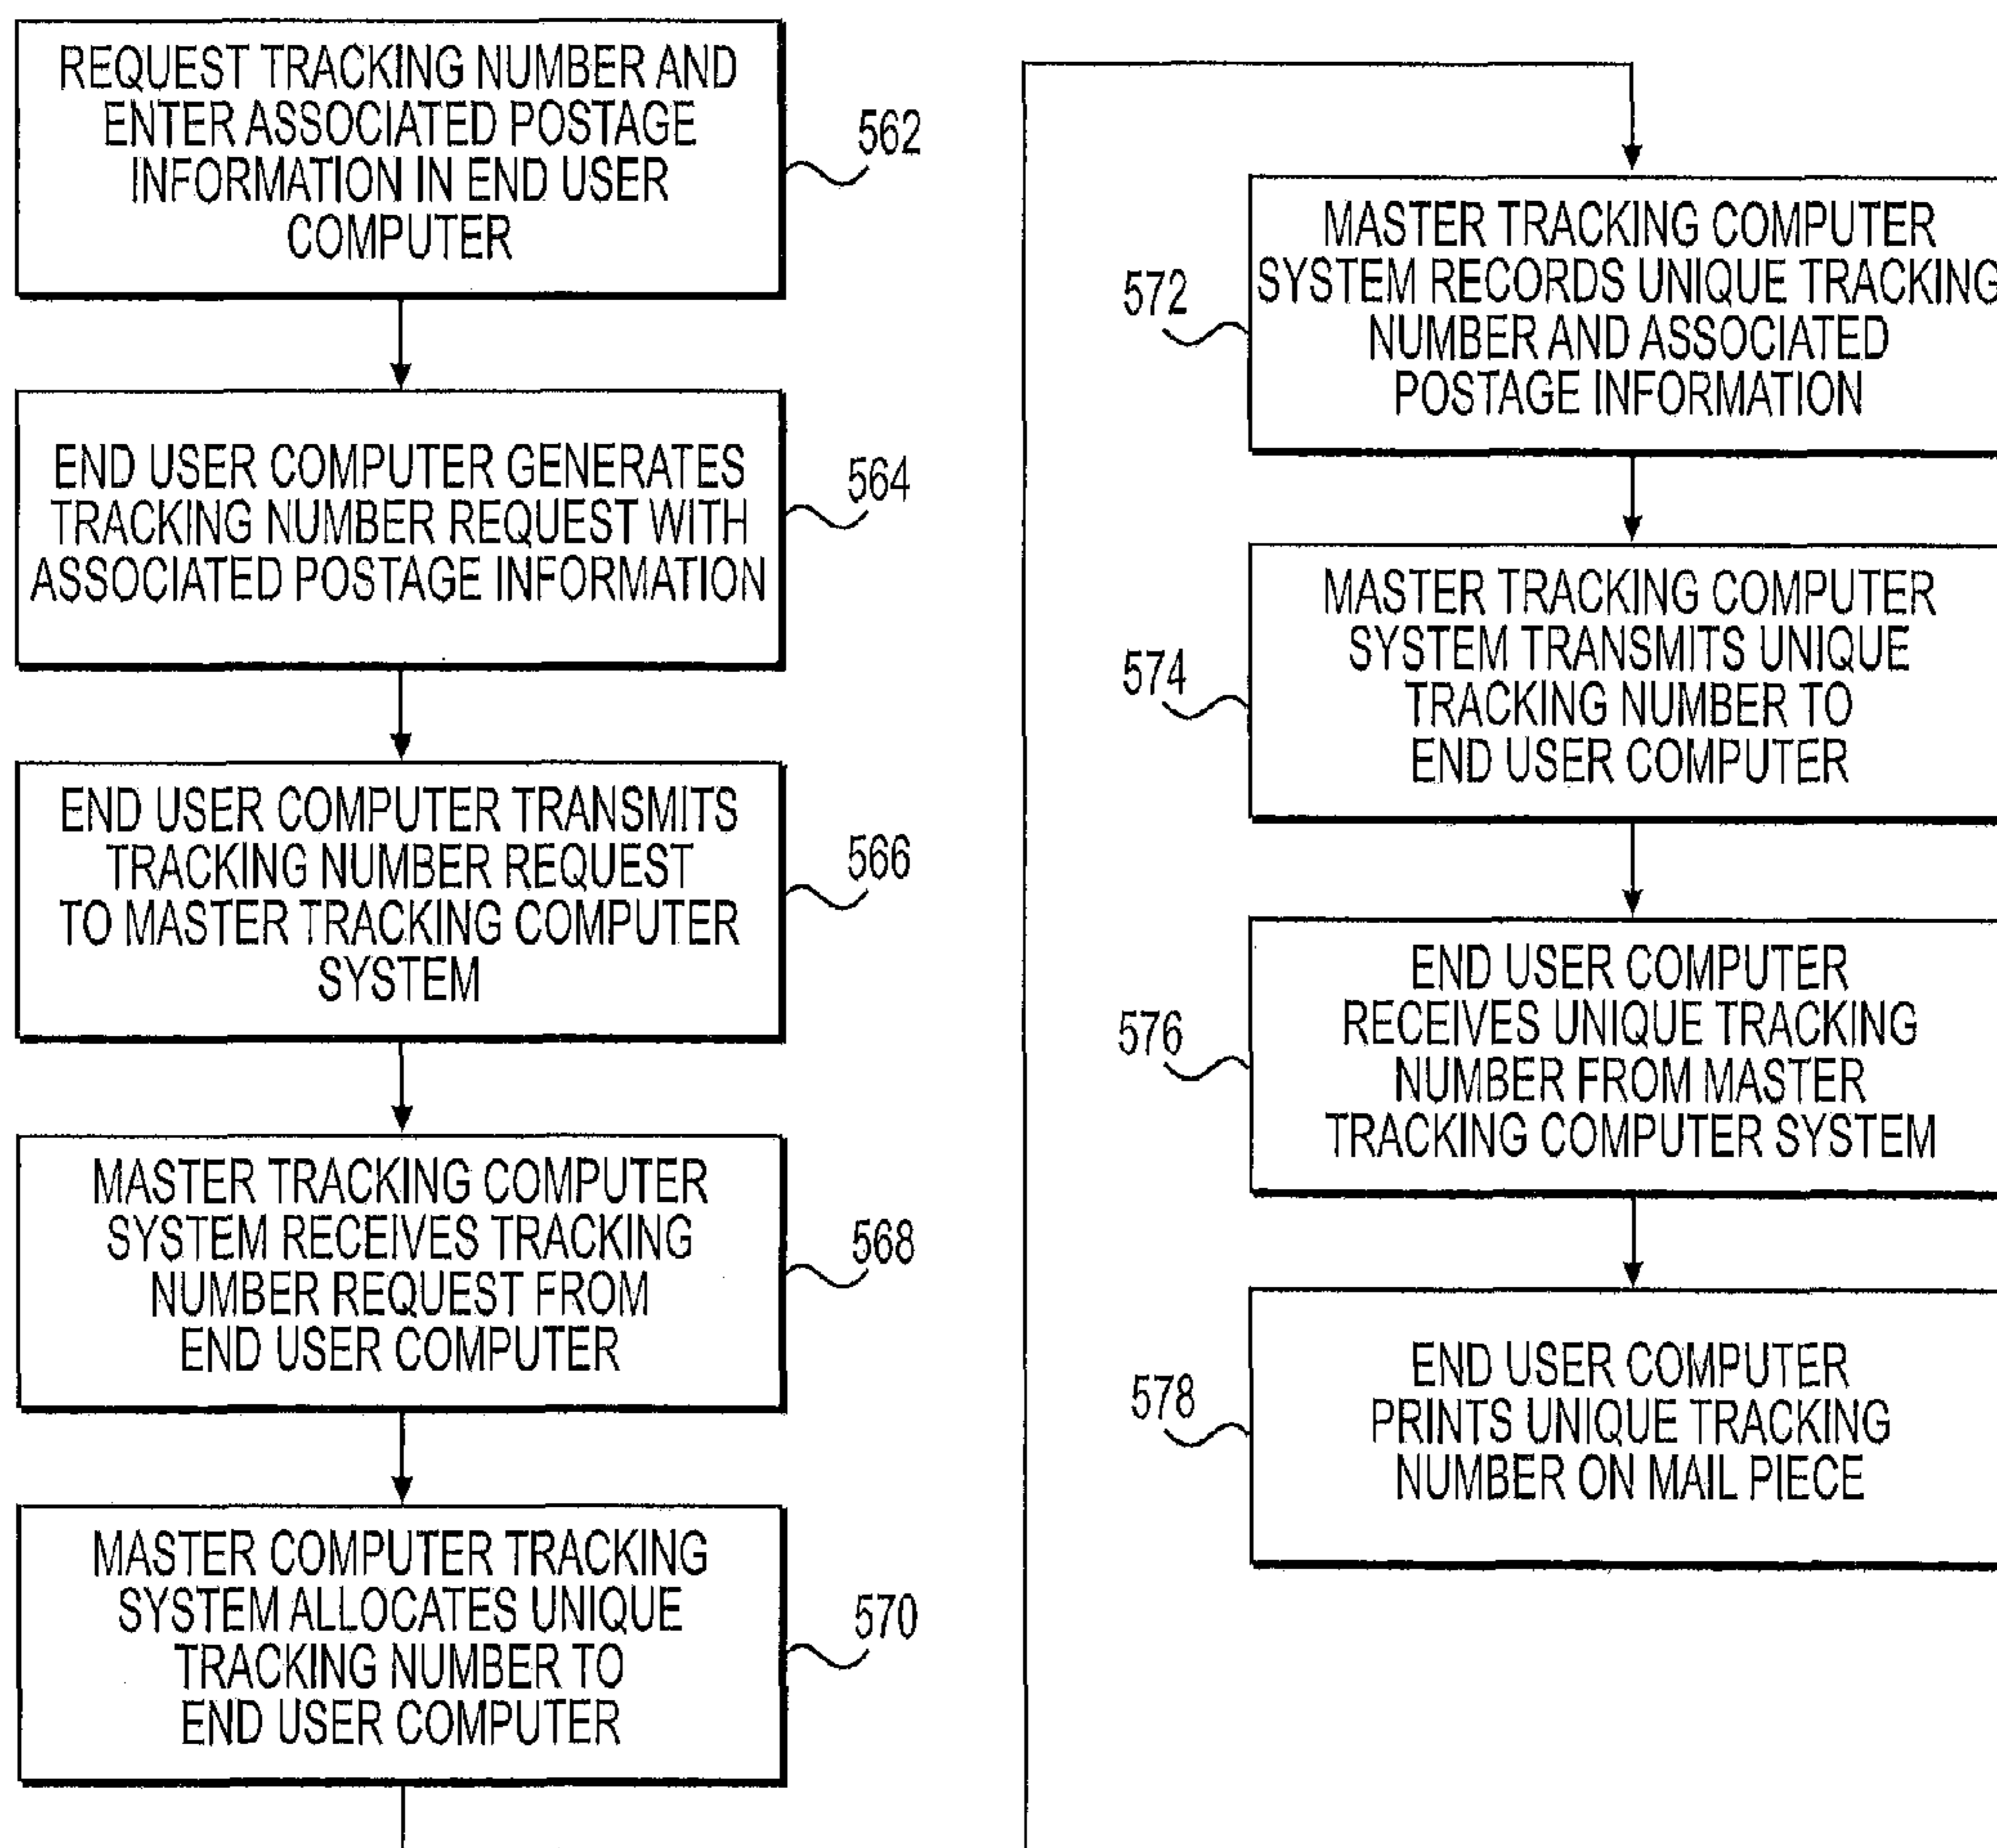 REQUEST TRACKING NUMBER AND
ENTER ASSOCIATED POSTAGE
INFORMATION IN END USER
COMPUTER
562
END USER COMPUTER GENERATES
TRACKING NUMBER REQUEST WITH
ASSOCIATED POSTAGE INFORMATION
564
END USER COMPUTER TRANSMITS
TRACKING NUMBER REQUEST
TO MASTER TRACKING COMPUTER
SYSTEM
566
MASTER TRACKING COMPUTER
SYSTEM RECEIVES TRACKING
NUMBER REQUEST FROM
END USER COMPUTER
568
MASTER COMPUTER TRACKING
SYSTEM ALLOCATES UNIQUE
TRACKING NUMBER TO
END USER COMPUTER
570
MASTER TRACKING COMPUTER
SYSTEM RECORDS UNIQUE TRACKING
NUMBER AND ASSOCIATED
POSTAGE INFORMATION
572
MASTER TRACKING COMPUTER
SYSTEM TRANSMITS UNIQUE
TRACKING NUMBER TO
END USER COMPUTER
574
END USER COMPUTER
RECEIVES UNIQUE TRACKING
NUMBER FROM MASTER
TRACKING COMPUTER SYSTEM
576
END USER COMPUTER
PRINTS UNIQUE TRACKING
NUMBER ON MAIL PIECE
578